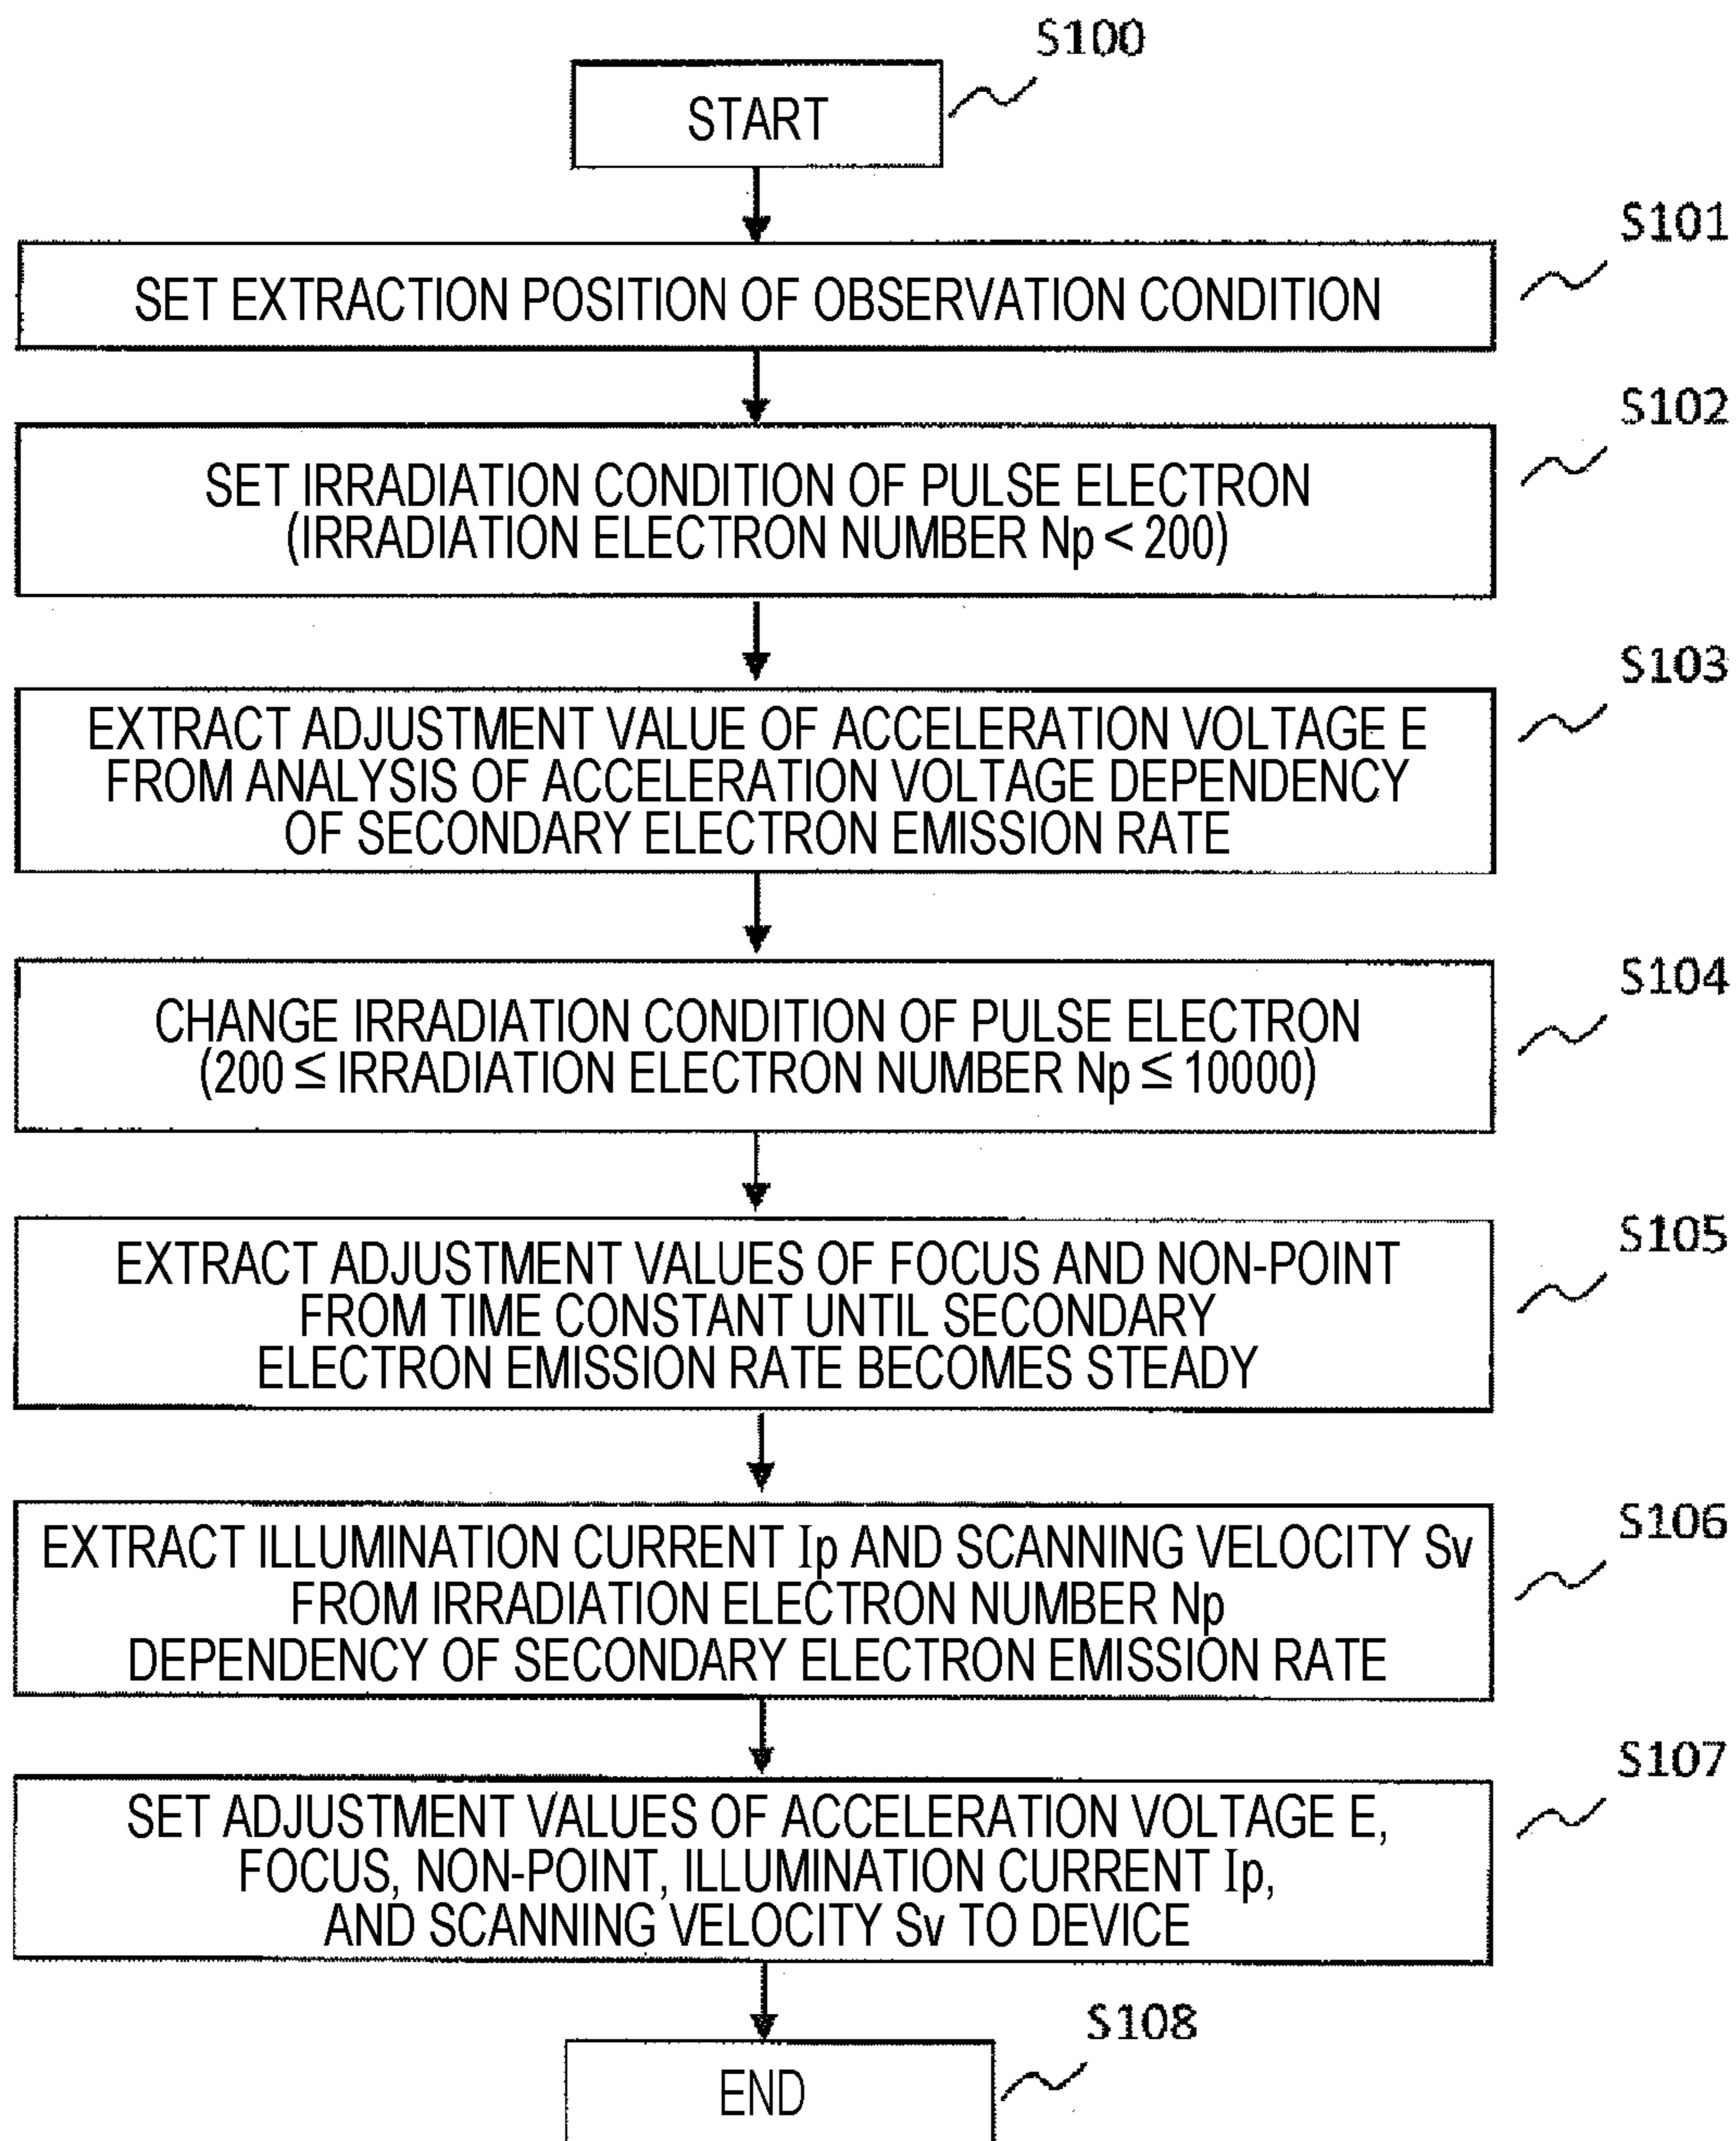 S100
START
S101
SET EXTRACTION POSITION OF OBSERVATION CONDITION
S102
SET IRRADIATION CONDITION OF PULSE ELECTRON
(IRRADIATION ELECTRON NUMBER Np < 200)
S103
EXTRACT ADJUSTMENT VALUE OF ACCELERATION VOLTAGE E
FROM ANALYSIS OF ACCELERATION VOLTAGE DEPENDENCY
OF SECONDARY ELECTRON EMISSION RATE
S104
CHANGE IRRADIATION CONDITION OF PULSE ELECTRON
(200 ≤ IRRADIATION ELECTRON NUMBER Np ≤ 10000)
S105
EXTRACT ADJUSTMENT VALUES OF FOCUS AND NON-POINT
FROM TIME CONSTANT UNTIL SECONDARY
ELECTRON EMISSION RATE BECOMES STEADY
S106
EXTRACT ILLUMINATION CURRENT Ip AND SCANNING VELOCITY Sv
FROM IRRADIATION ELECTRON NUMBER Np
DEPENDENCY OF SECONDARY ELECTRON EMISSION RATE
S107
SET ADJUSTMENT VALUES OF ACCELERATION VOLTAGE E,
FOCUS, NON-POINT, ILLUMINATION CURRENT Ip,
AND SCANNING VELOCITY Sv TO DEVICE
S108
END